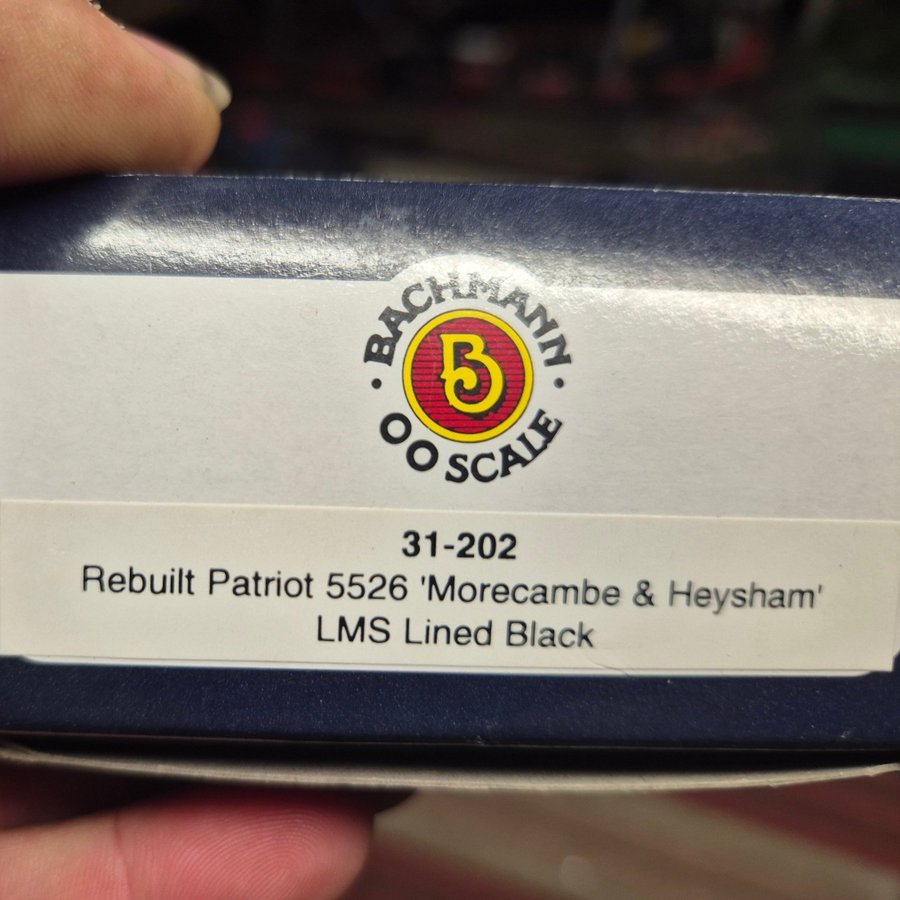 BACHMANN
B
OO SCALE
31-202
Rebuilt Patriot 5526 'Morecambe & Heysham'
LMS Lined Black